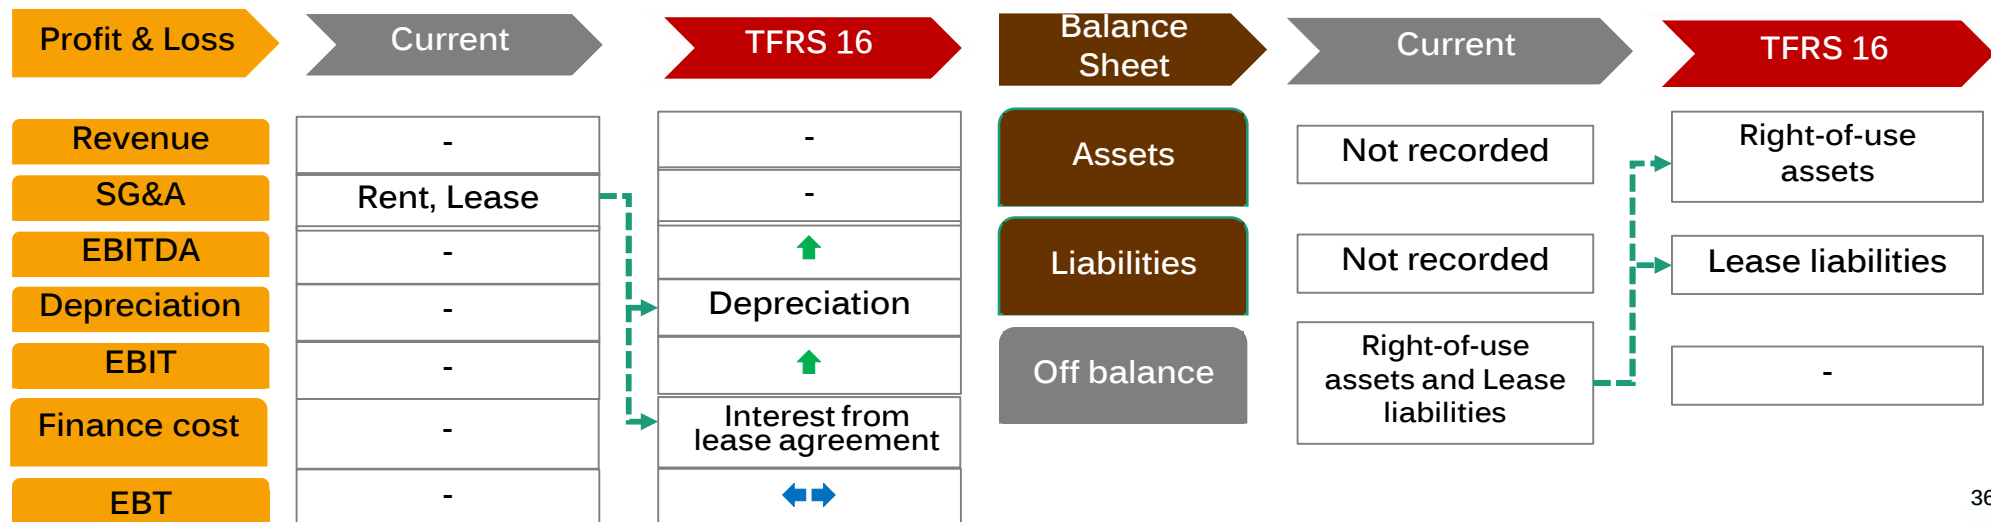 Profit & Loss
Current
TFRS 16
Revenue
-
-
SG&A
Rent, Lease
-
EBITDA
-
Depreciation
-
Depreciation
EBIT
-
Finance cost
-
Interest from
lease agreement
EBT
-
Balance
Sheet
Current
TFRS 16
Assets
Not recorded
Right-of-use
assets
Liabilities
Not recorded
Lease liabilities
Off balance
Right-of-use
assets and Lease
liabilities
-
36